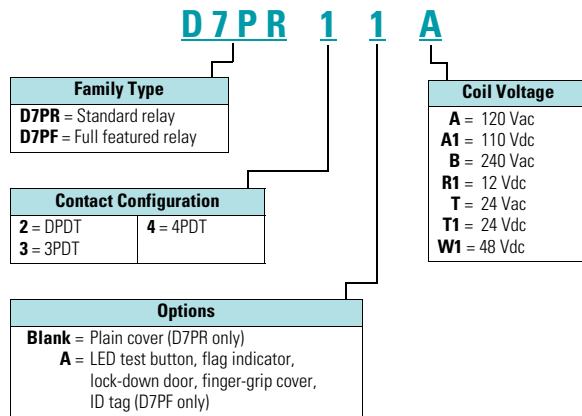 D7PR 1 1 A
Family Type
D7PR = Standard relay
D7PF = Full featured relay
Contact Configuration
2 = DPDT
3 = 3PDT
4 = 4PDT
Options
Blank = Plain cover (D7PR only)
A = LED test button, flag indicator,
lock-down door, finger-grip cover,
ID tag (D7PF only)
Coil Voltage
A = 120 Vac
A1 = 110 Vdc
B = 240 Vac
R1 = 12 Vdc
T = 24 Vac
T1 = 24 Vdc
W1 = 48 Vdc